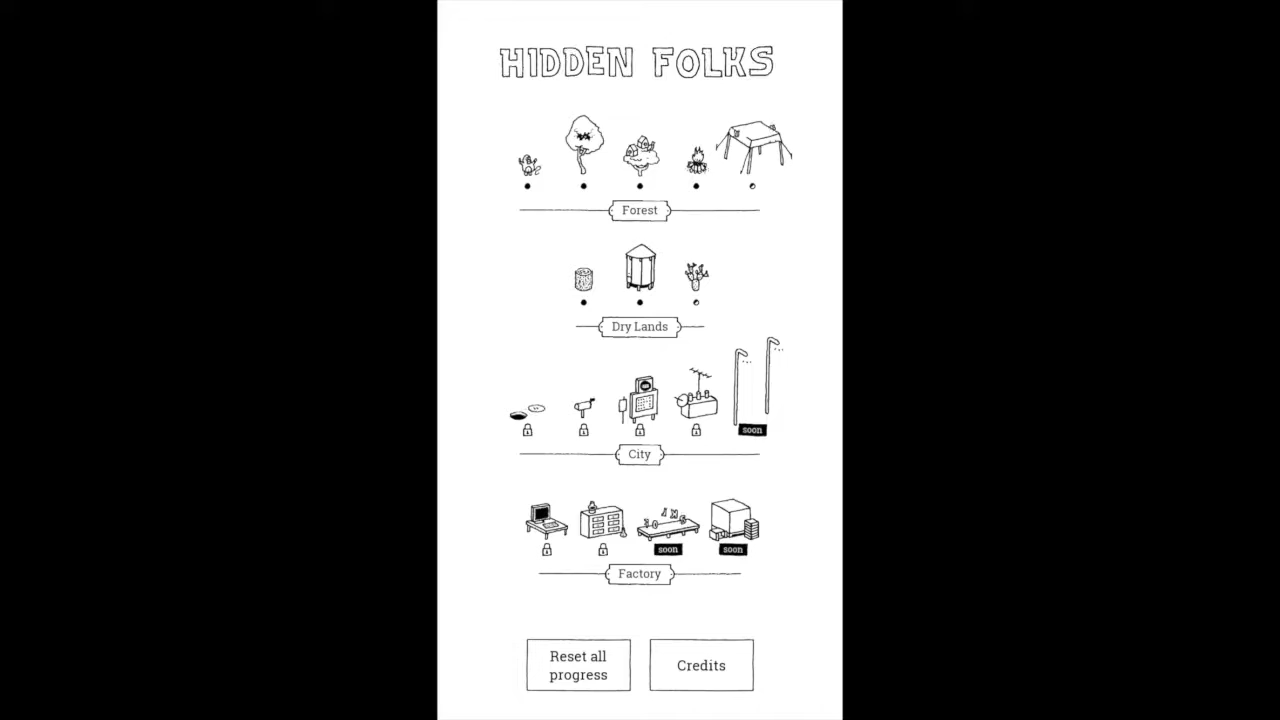 HIDDEN FOLKS
Forest
Dry Lands
soon
City
soon
soon
Factory
Reset all
progress
Credits